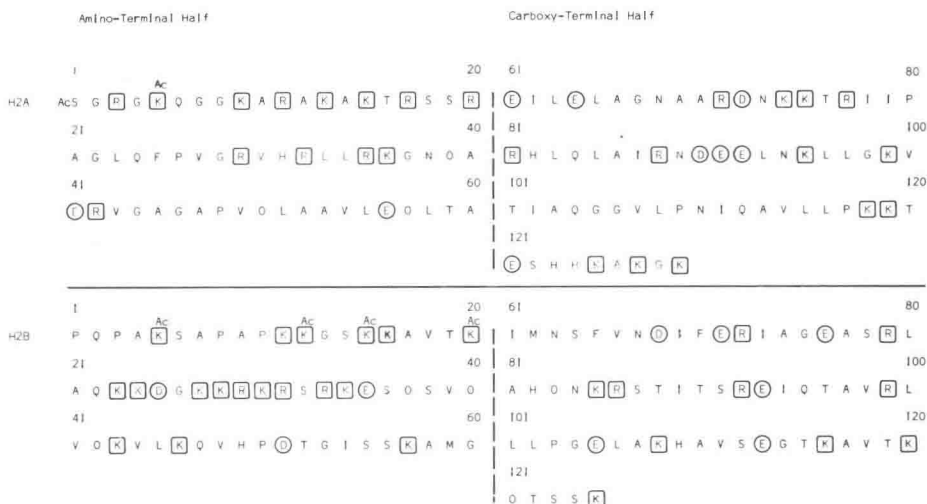 Amino-Terminal Half Carboxy-Terminal Half
1 20 61 80
Ac
H2A AcS G R G K Q G G K A R A K A K T R S S R E I L E L A G N A A R D N K K T R I I P
21 40 81 100
A G L Q F P V G R V H R L L R K G N O A R H L Q L A I R N D E E L N K L L G K V
41 60 101 120
E R V G A G A P V O L A A V L E O L T A T I A Q G G V L P N I Q A V L L P K K T
121
E S H H K A K G K
1 20 61 80
Ac Ac Ac Ac
H2B P Q P A K S A P A P K K G S K K A V T K I M N S F V N D I F E R I A G E A S R L
21 40 81 100
A Q K K D G K K R K R S R K E S O S V O A H O N K R S T I T S R E I Q T A V R L
41 60 101 120
V O K V L K Q V H P D T G I S S K A M G L L P G E L A K H A V S E G T K A V T K
121
O T S S K